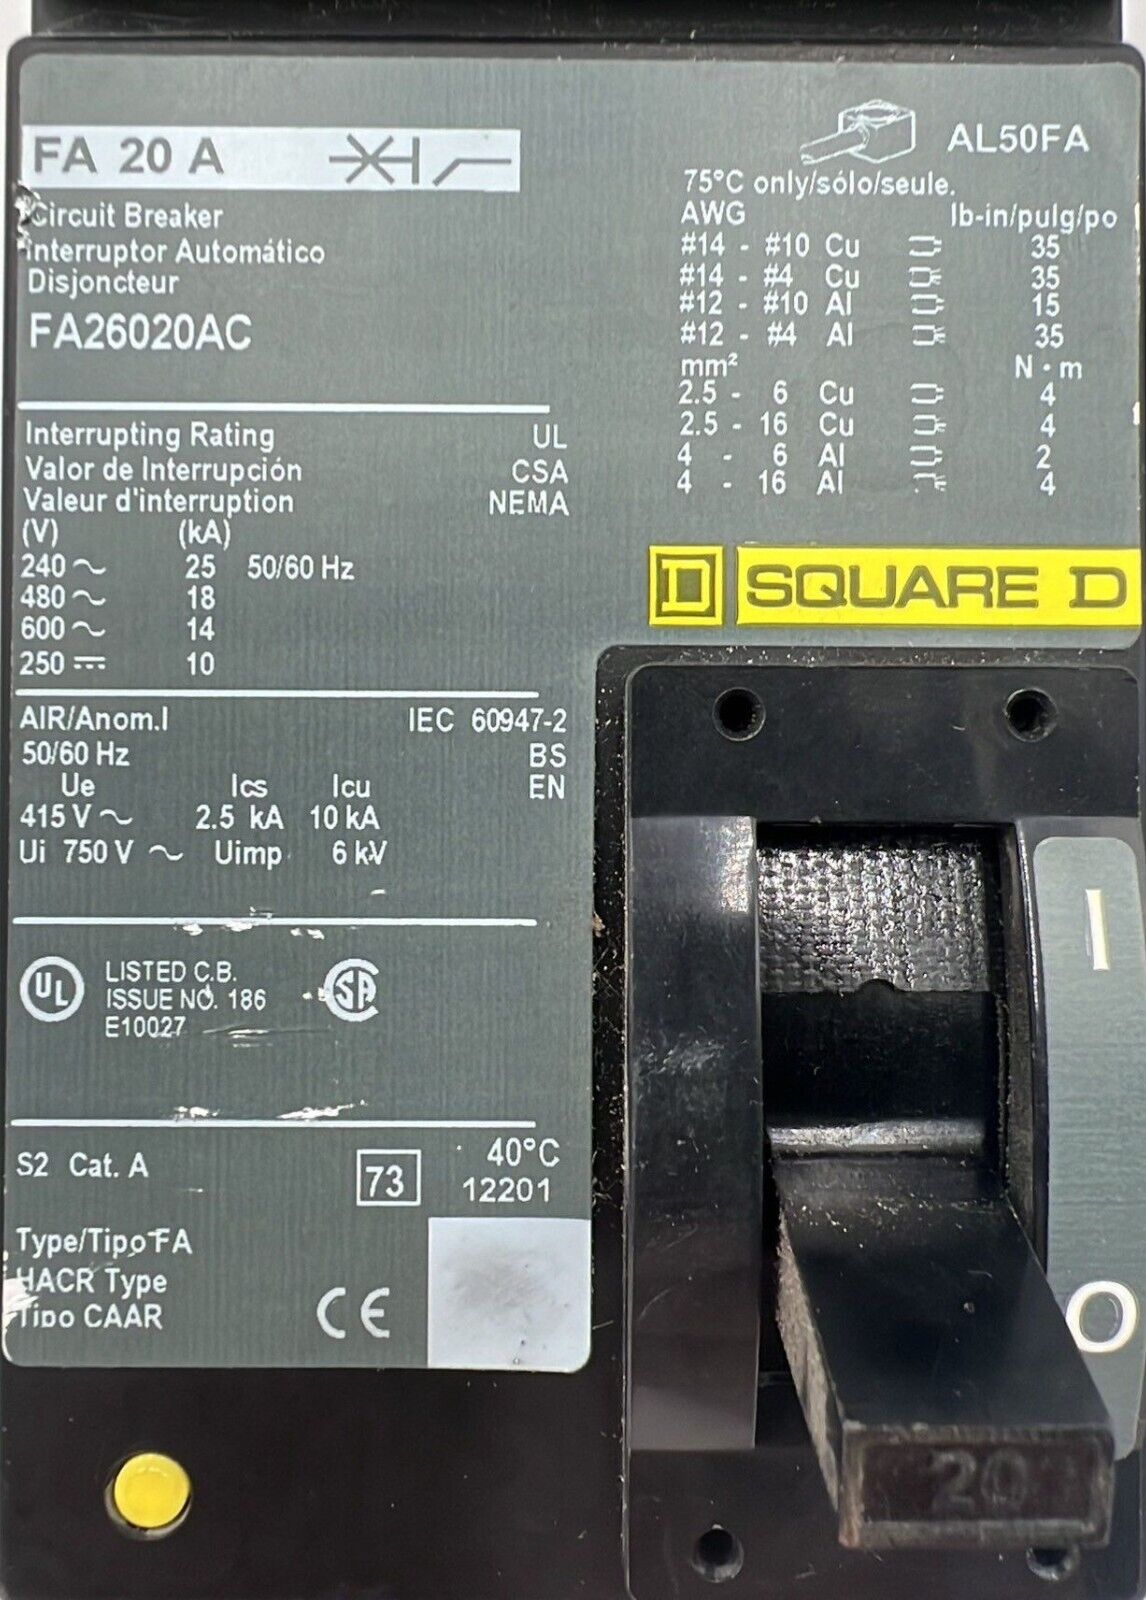 FA 20 A
Circuit Breaker
Interruptor Automático
Disjoncteur
FA26020AC
Interrupting Rating UL
Valor de Interrupción CSA
Valeur d'interruption NEMA
(V) (kA)
240 ~ 25 50/60 Hz
480 ~ 18
600 ~ 14
250 ⎓ 10
AIR/Anom.I IEC 60947-2
50/60 Hz BS
Ue Ics Icu EN
415 V ~ 2.5 kA 10 kA
Ui 750 V ~ Uimp 6 kV
UL LISTED C.B.
ISSUE NO. 186
E10027
SA
S2 Cat. A 73 40°C
12201
Type/Tipo FA
HACR Type
Tipo CAAR
CE
AL50FA
75°C only/sólo/seule.
AWG lb-in/pulg/po
#14 - #10 Cu 35
#14 - #4 Cu 35
#12 - #10 Al 15
#12 - #4 Al 35
mm² N·m
2.5 - 6 Cu 4
2.5 - 16 Cu 4
4 - 6 Al 2
4 - 16 Al 4
D SQUARE D
I
O
20